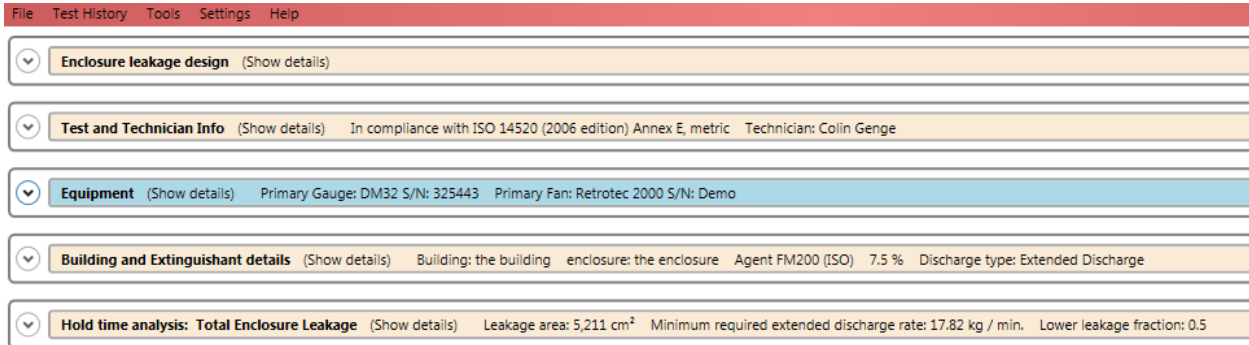 File Test History Tools Settings Help
Enclosure leakage design (Show details)
Test and Technician Info (Show details) In compliance with ISO 14520 (2006 edition) Annex E, metric Technician: Colin Genge
Equipment (Show details) Primary Gauge: DM32 S/N: 325443 Primary Fan: Retrotec 2000 S/N: Demo
Building and Extinguishant details (Show details) Building: the building enclosure: the enclosure Agent FM200 (ISO) 7.5 % Discharge type: Extended Discharge
Hold time analysis: Total Enclosure Leakage (Show details) Leakage area: 5,211 cm² Minimum required extended discharge rate: 17.82 kg / min. Lower leakage fraction: 0.5